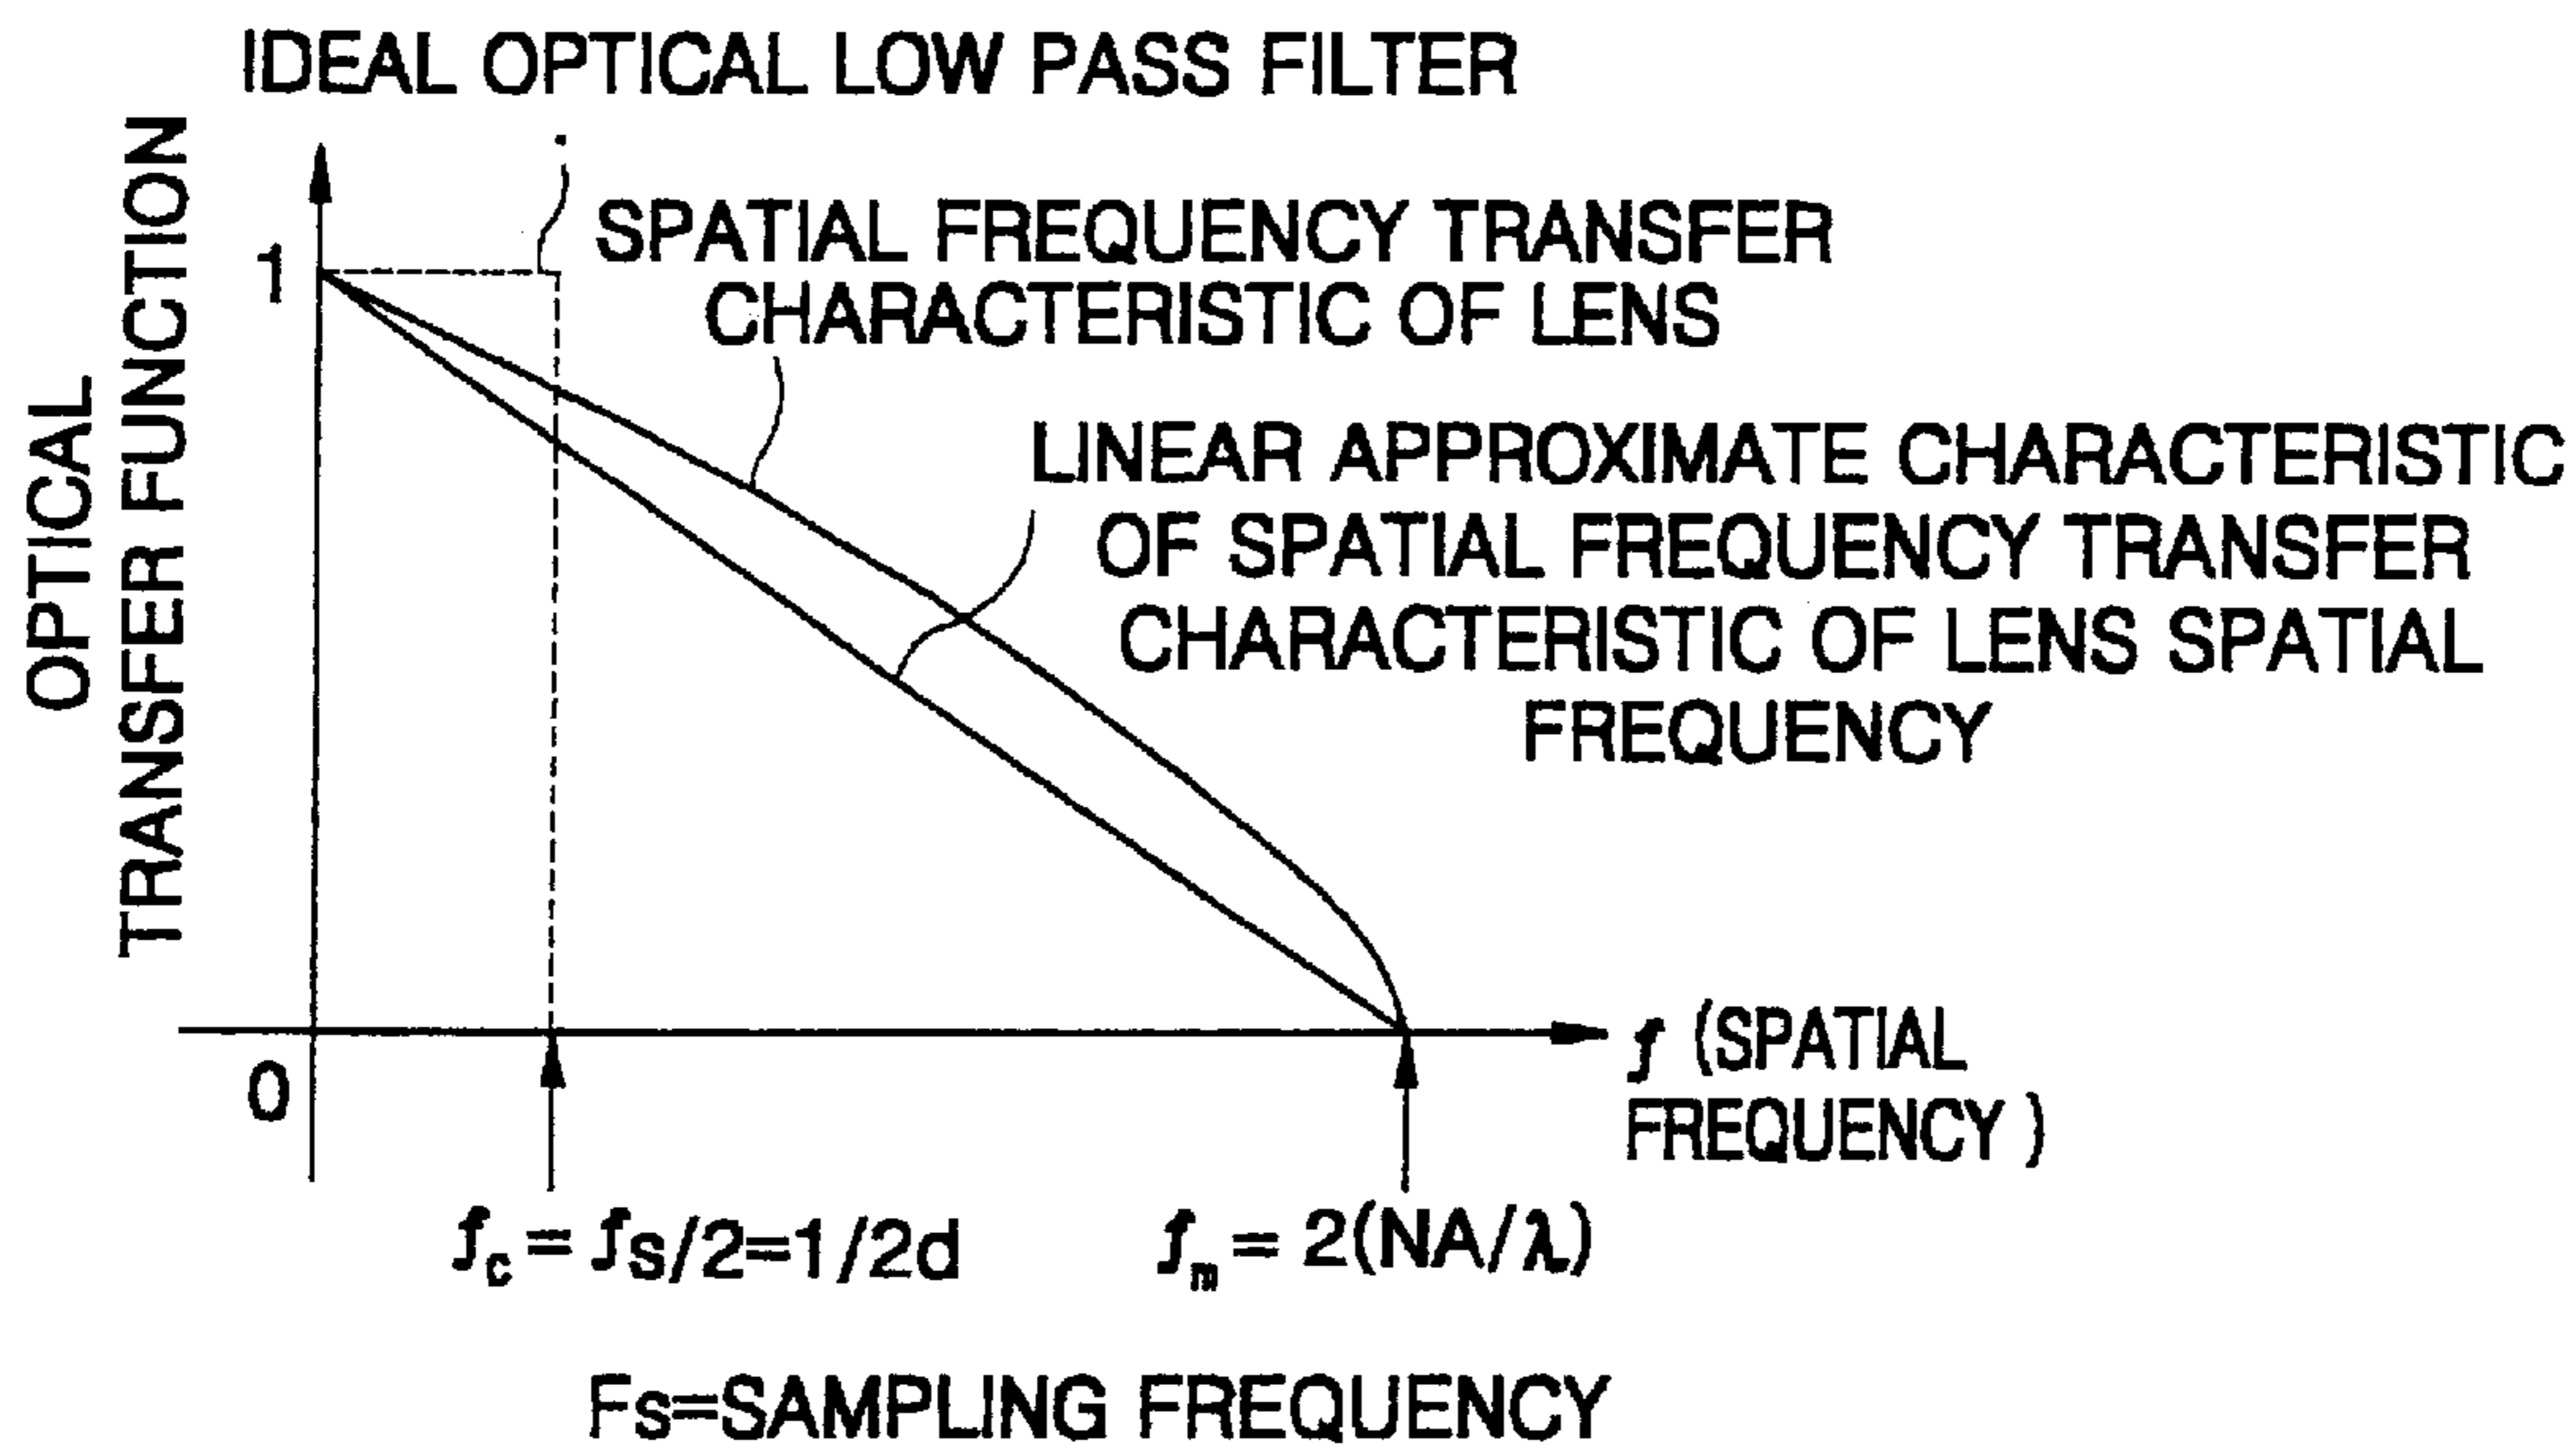 IDEAL OPTICAL LOW PASS FILTER
OPTICAL
TRANSFER FUNCTION
1
SPATIAL FREQUENCY TRANSFER
CHARACTERISTIC OF LENS
LINEAR APPROXIMATE CHARACTERISTIC
OF SPATIAL FREQUENCY TRANSFER
CHARACTERISTIC OF LENS SPATIAL
FREQUENCY
0
f (SPATIAL
FREQUENCY )
fc = fs/2=1/2d
fm = 2(NA/λ)
Fs=SAMPLING FREQUENCY